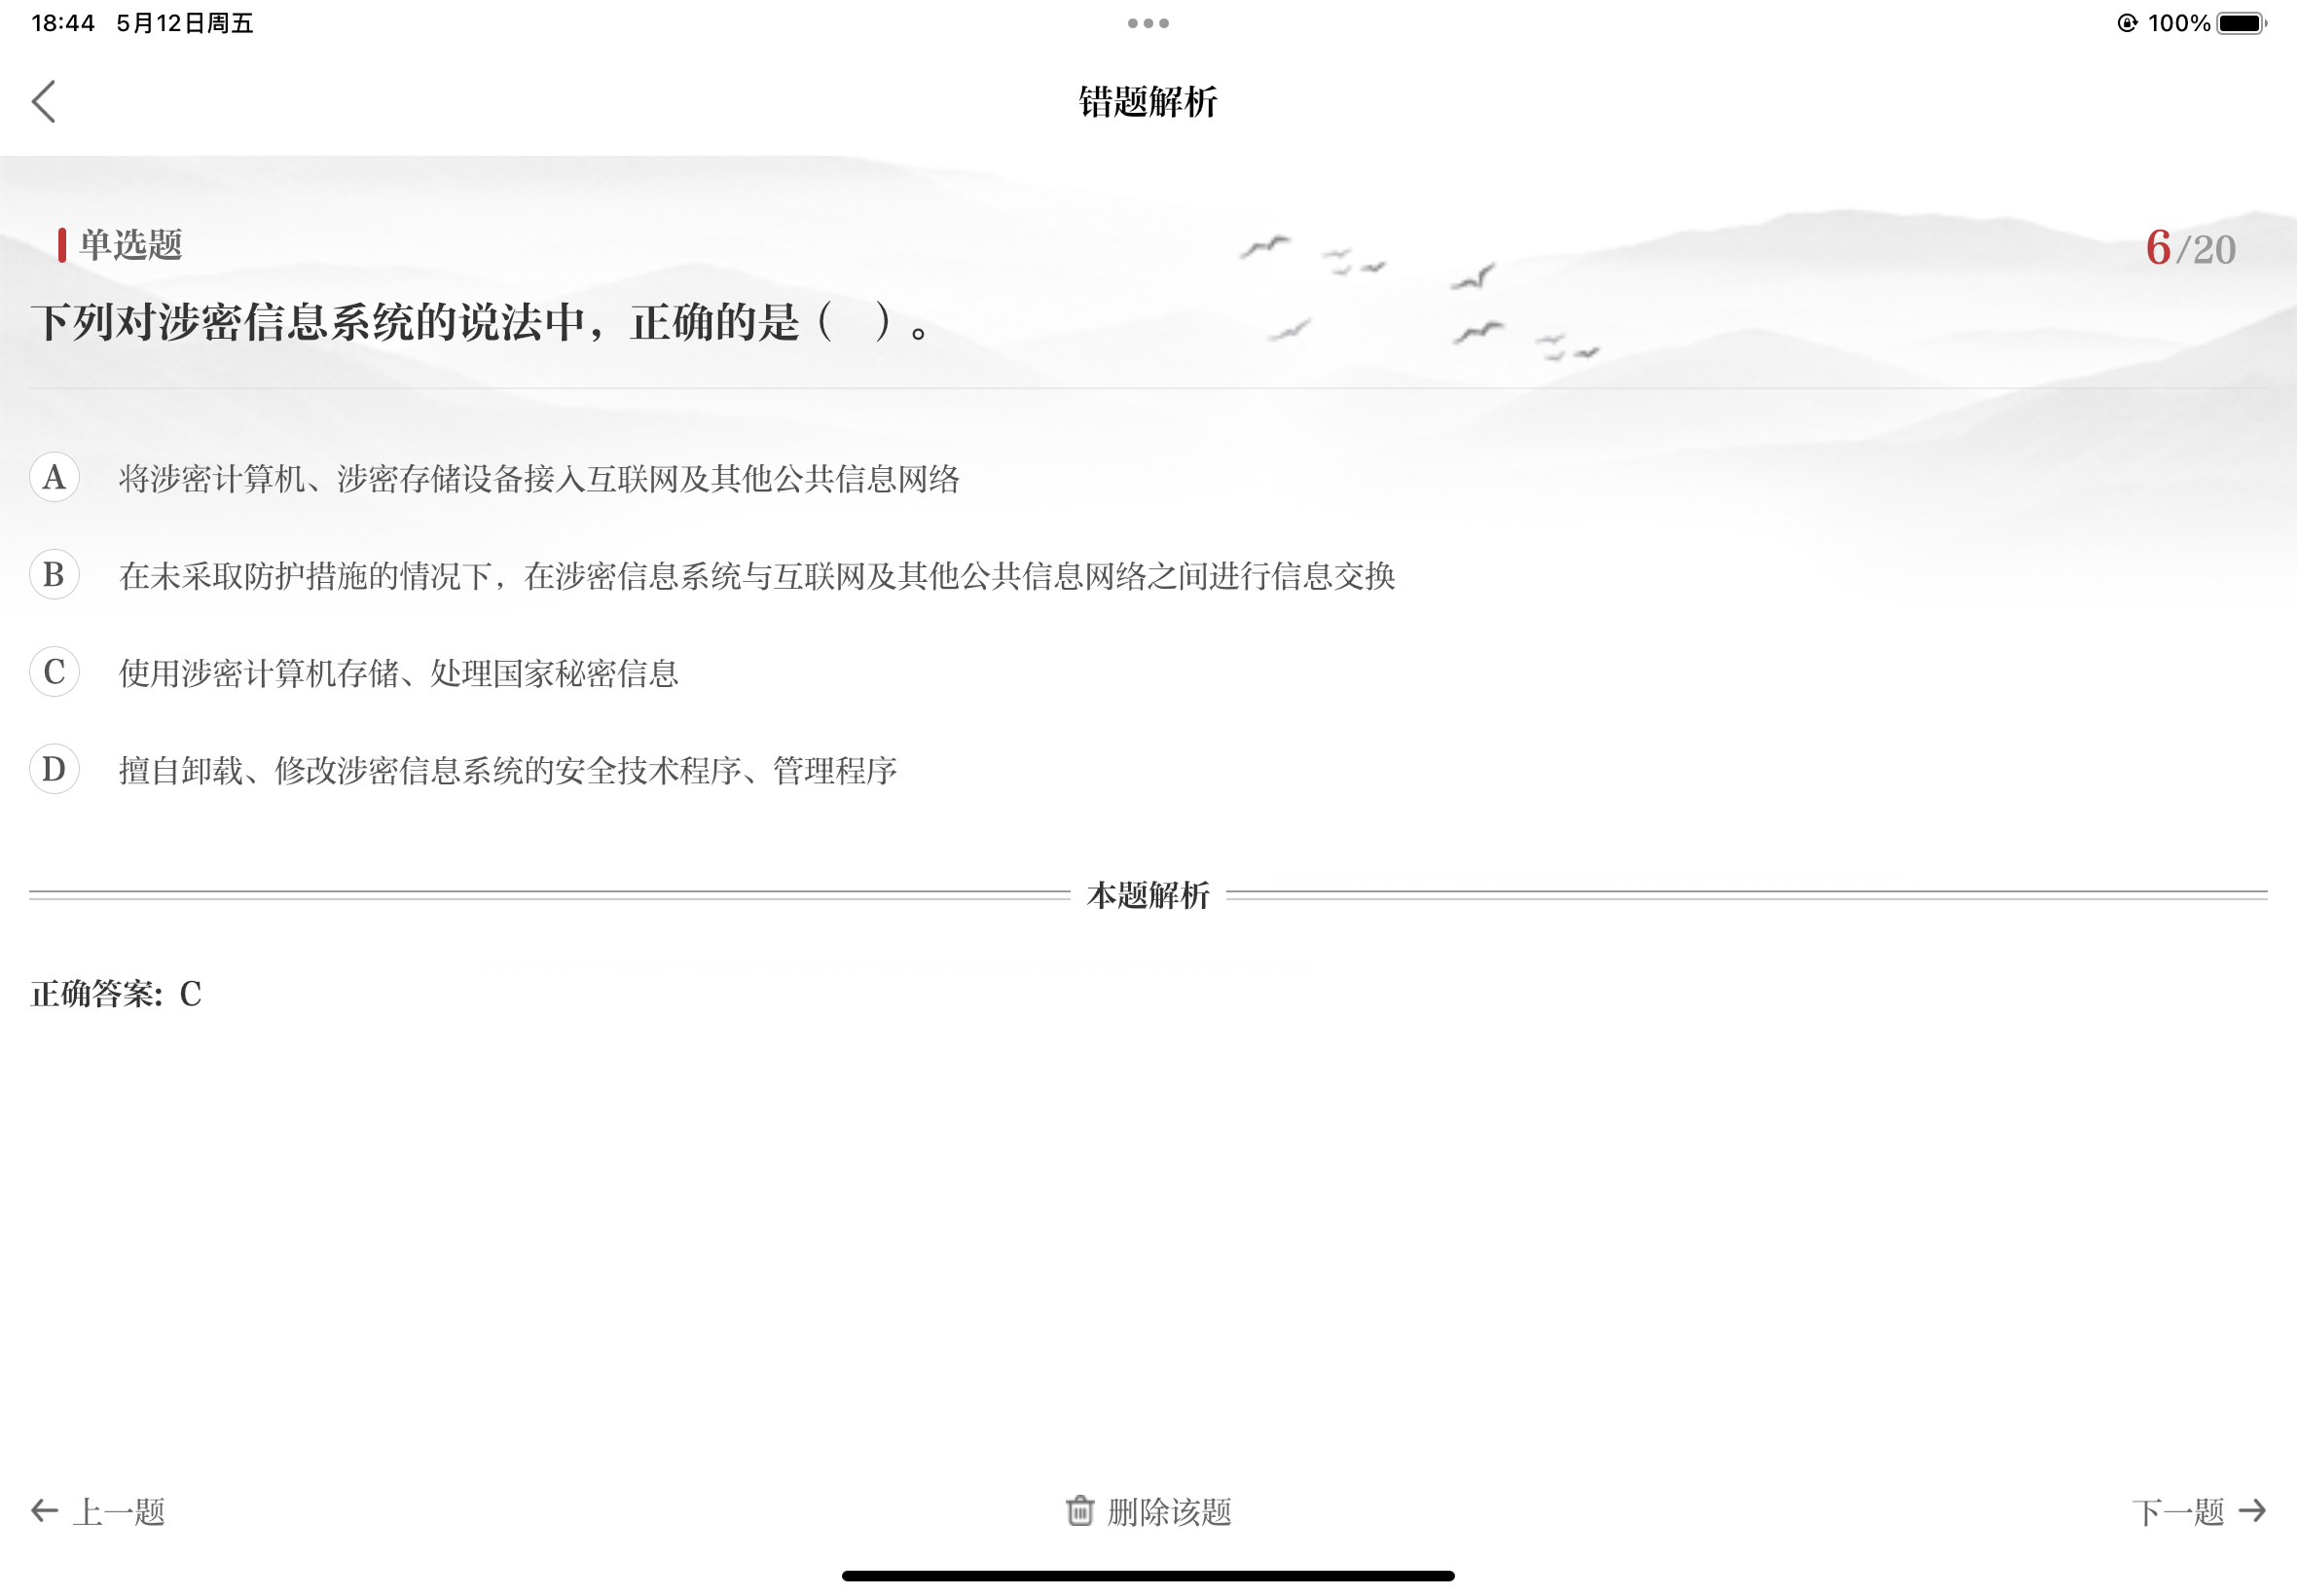 18:44 5月12日周五
100%
错题解析
单选题
6/20
下列对涉密信息系统的说法中，正确的是（ ）。
A 将涉密计算机、涉密存储设备接入互联网及其他公共信息网络
B 在未采取防护措施的情况下，在涉密信息系统与互联网及其他公共信息网络之间进行信息交换
C 使用涉密计算机存储、处理国家秘密信息
D 擅自卸载、修改涉密信息系统的安全技术程序、管理程序
本题解析
正确答案：C
上一题
删除该题
下一题